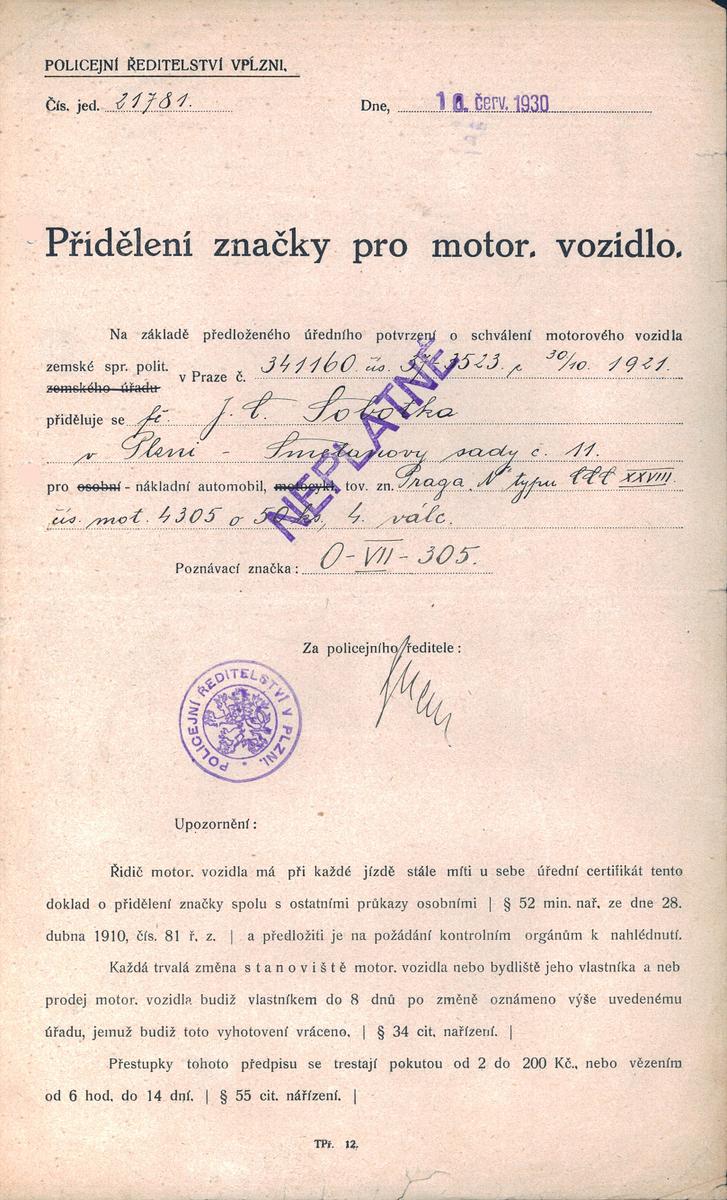 POLICEJNÍ ŘEDITELSTVÍ VPLZNI.
Čís. jed. 21781. Dne, 1 . červ. 1930
Přidělení značky pro motor. vozidlo.
Na základě předloženého úředního potvrzení o schválení motorového vozidla
zemské spr. polit.
zemského úřadu v Praze č. 341160 čís. 3523 z 30/10. 1921.
přiděluje se fě. J. C. Sobotka
v Plzni - Smetanovy sady č. 11.
pro osobní - nákladní automobil, motocykl, tov. zn. Praga N typu XXVIII
čís. mot. 4305 o 50 ks, 4. válc.
NEPLATNÉ
Poznávací značka: O-VII-305.
Za policejního ředitele:
POLICEJNÍ ŘEDITELSTVÍ V PLZNI.
Upozornění:
Řidič motor. vozidla má při každé jízdě stále míti u sebe úřední certifikát tento
doklad o přidělení značky spolu s ostatními průkazy osobními | § 52 min. nař. ze dne 28.
dubna 1910, čís. 81 ř. z. | a předložiti je na požádání kontrolním orgánům k nahlédnutí.
Každá trvalá změna stanoviště motor. vozidla nebo bydliště jeho vlastníka a neb
prodej motor. vozidla budiž vlastníkem do 8 dnů po změně oznámeno výše uvedenému
úřadu, jemuž budiž toto vyhotovení vráceno. | § 34 cit. nařízení. |
Přestupky tohoto předpisu se trestají pokutou od 2 do 200 Kč., nebo vězením
od 6 hod. do 14 dní. | § 55 cit. nářízení. |
TPř. 12.